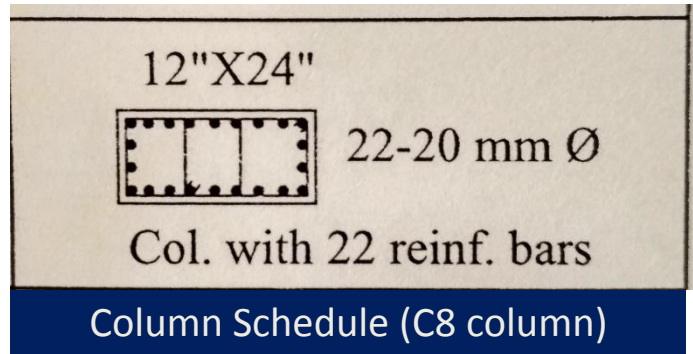 12"X24"
22-20 mm Ø
Col. with 22 reinf. bars
Column Schedule (C8 column)